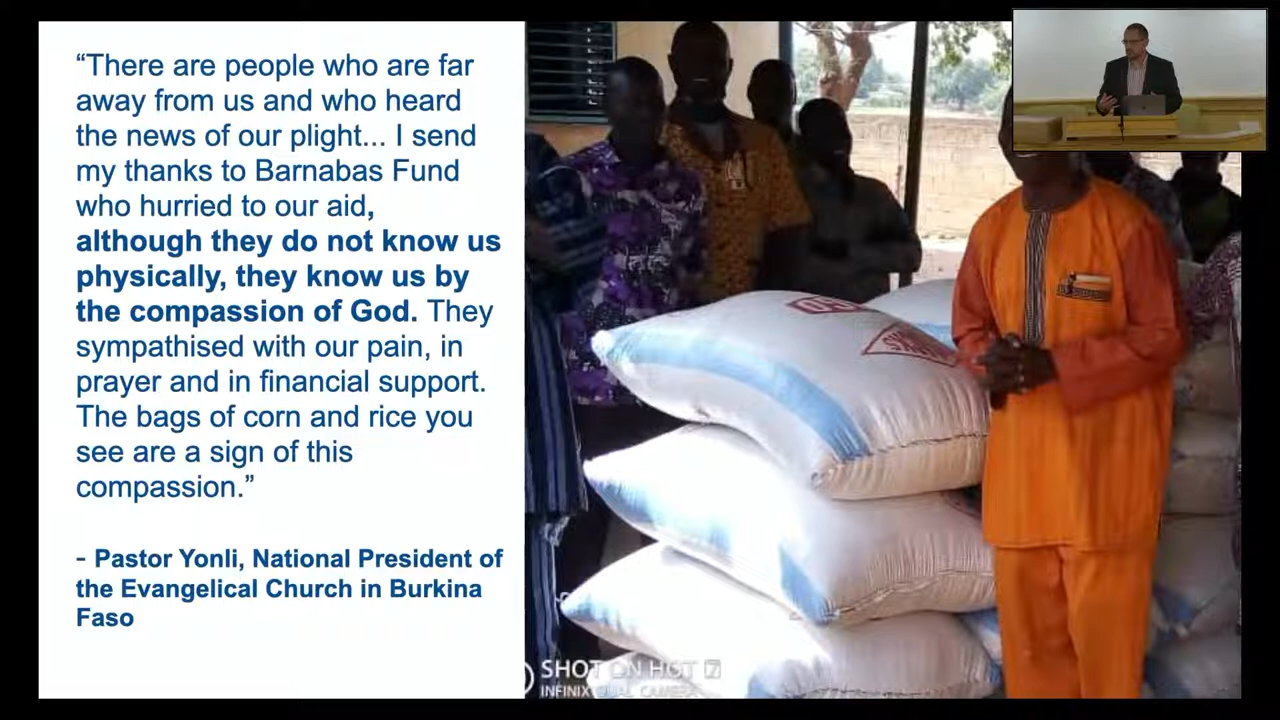 “There are people who are far
away from us and who heard
the news of our plight... I send
my thanks to Barnabas Fund
who hurried to our aid,
although they do not know us
physically, they know us by
the compassion of God. They
sympathised with our pain, in
prayer and in financial support.
The bags of corn and rice you
see are a sign of this
compassion.”
- Pastor Yonli, National President of
the Evangelical Church in Burkina
Faso
SHOT ON HOT 7
INFINIX DUAL CAMERA